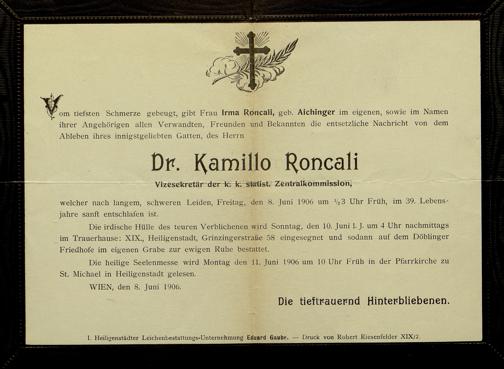 Vom tiefsten Schmerze gebeugt, gibt Frau Irma Roncali, geb. Aichinger im eigenen, sowie im Namen
ihrer Angehörigen allen Verwandten, Freunden und Bekannten die entsetzliche Nachricht von dem
Ableben ihres innigstgeliebten Gatten, des Herrn
Dr. Kamillo Roncali
Vizesekretär der k. k. statist. Zentralkommission,
welcher nach langem, schweren Leiden, Freitag, den 8. Juni 1906 um ½3 Uhr Früh, im 39. Lebens-
jahre sanft entschlafen ist.
Die irdische Hülle des teuren Verblichenen wird Sonntag, den 10. Juni l. J. um 4 Uhr nachmittags
im Trauerhause: XIX., Heiligenstadt, Grinzingerstraße 58 eingesegnet und sodann auf dem Döblinger
Friedhofe im eigenen Grabe zur ewigen Ruhe bestattet.
Die heilige Seelenmesse wird Montag den 11. Juni 1906 um 10 Uhr Früh in der Pfarrkirche zu
St. Michael in Heiligenstadt gelesen.
WIEN, den 8. Juni 1906.
Die tieftrauernd Hinterbliebenen.
I. Heiligenstädter Leichenbestattungs-Unternehmung Eduard — Druck von Robert Riesenfelder XIX/2